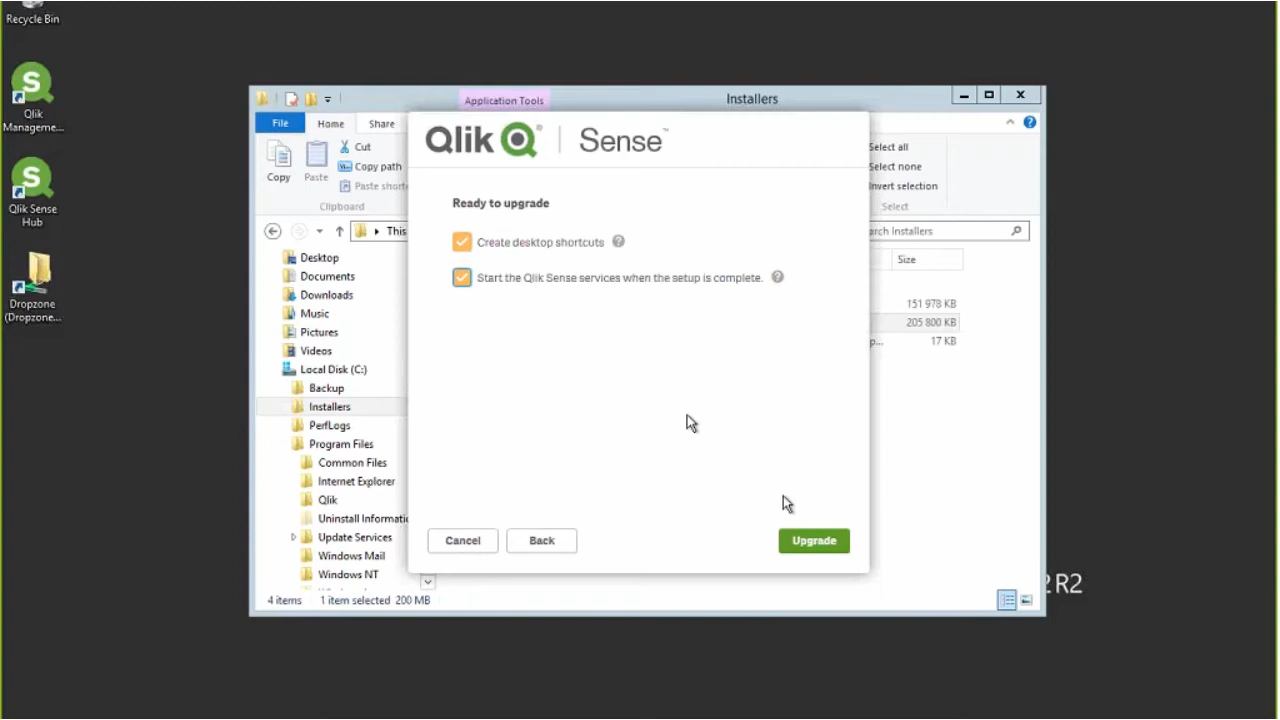 Recycle Bin
Qlik
Manageme...
Qlik Sense
Hub
Dropzone
(Dropzone...
Application Tools
Installers
File
Home
Share
Copy
Paste
Cut
Copy path
Paste short
Clipboard
Select all
Select none
Invert selection
Select
This
arch Installers
Size
Desktop
Documents
Downloads
Music
Pictures
Videos
Local Disk (C:)
Backup
Installers
PerfLogs
Program Files
Common Files
Internet Explorer
Qlik
Uninstall Informatio
Update Services
Windows Mail
Windows NT
151 978 KB
205 800 KB
p...
17 KB
Qlik Sense™
Ready to upgrade
Create desktop shortcuts
Start the Qlik Sense services when the setup is complete.
Cancel
Back
Upgrade
4 items
1 item selected 200 MB
2 R2